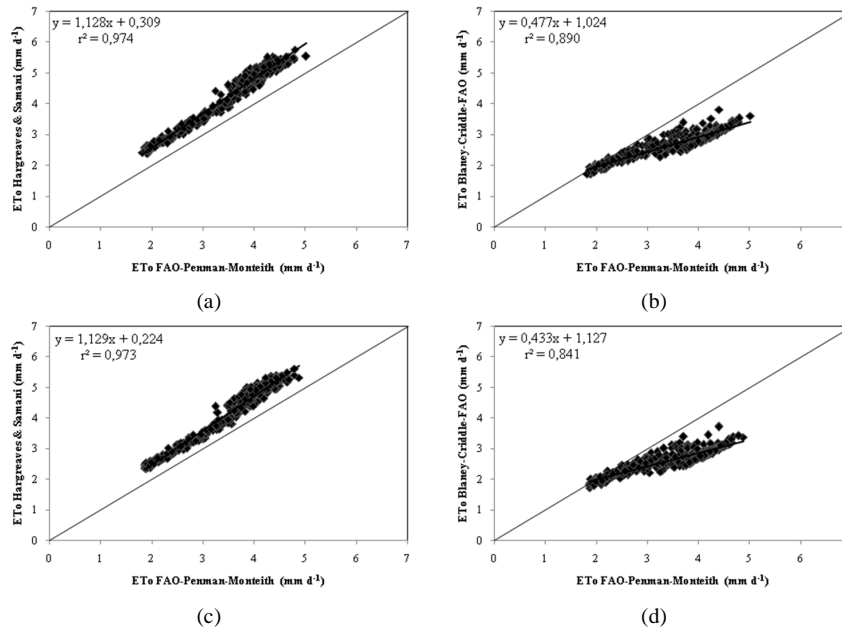 y = 1,128x + 0,309
r² = 0,974
ETo Hargreaves & Samani (mm d⁻¹)
7
6
5
4
3
2
1
0
0 1 2 3 4 5 6 7
ETo FAO-Penman-Monteith (mm d⁻¹)
(a)
y = 0,477x + 1,024
r² = 0,890
ETo Blaney-Criddle-FAO (mm d⁻¹)
7
6
5
4
3
2
1
0
0 1 2 3 4 5 6
ETo FAO-Penman-Monteith (mm d⁻¹)
(b)
y = 1,129x + 0,224
r² = 0,973
ETo Hargreaves & Samani (mm d⁻¹)
7
6
5
4
3
2
1
0
0 1 2 3 4 5 6 7
ETo FAO-Penman-Monteith (mm d⁻¹)
(c)
y = 0,433x + 1,127
r² = 0,841
ETo Blaney-Criddle-FAO (mm d⁻¹)
7
6
5
4
3
2
1
0
0 1 2 3 4 5 6
ETo FAO-Penman-Monteith (mm d⁻¹)
(d)